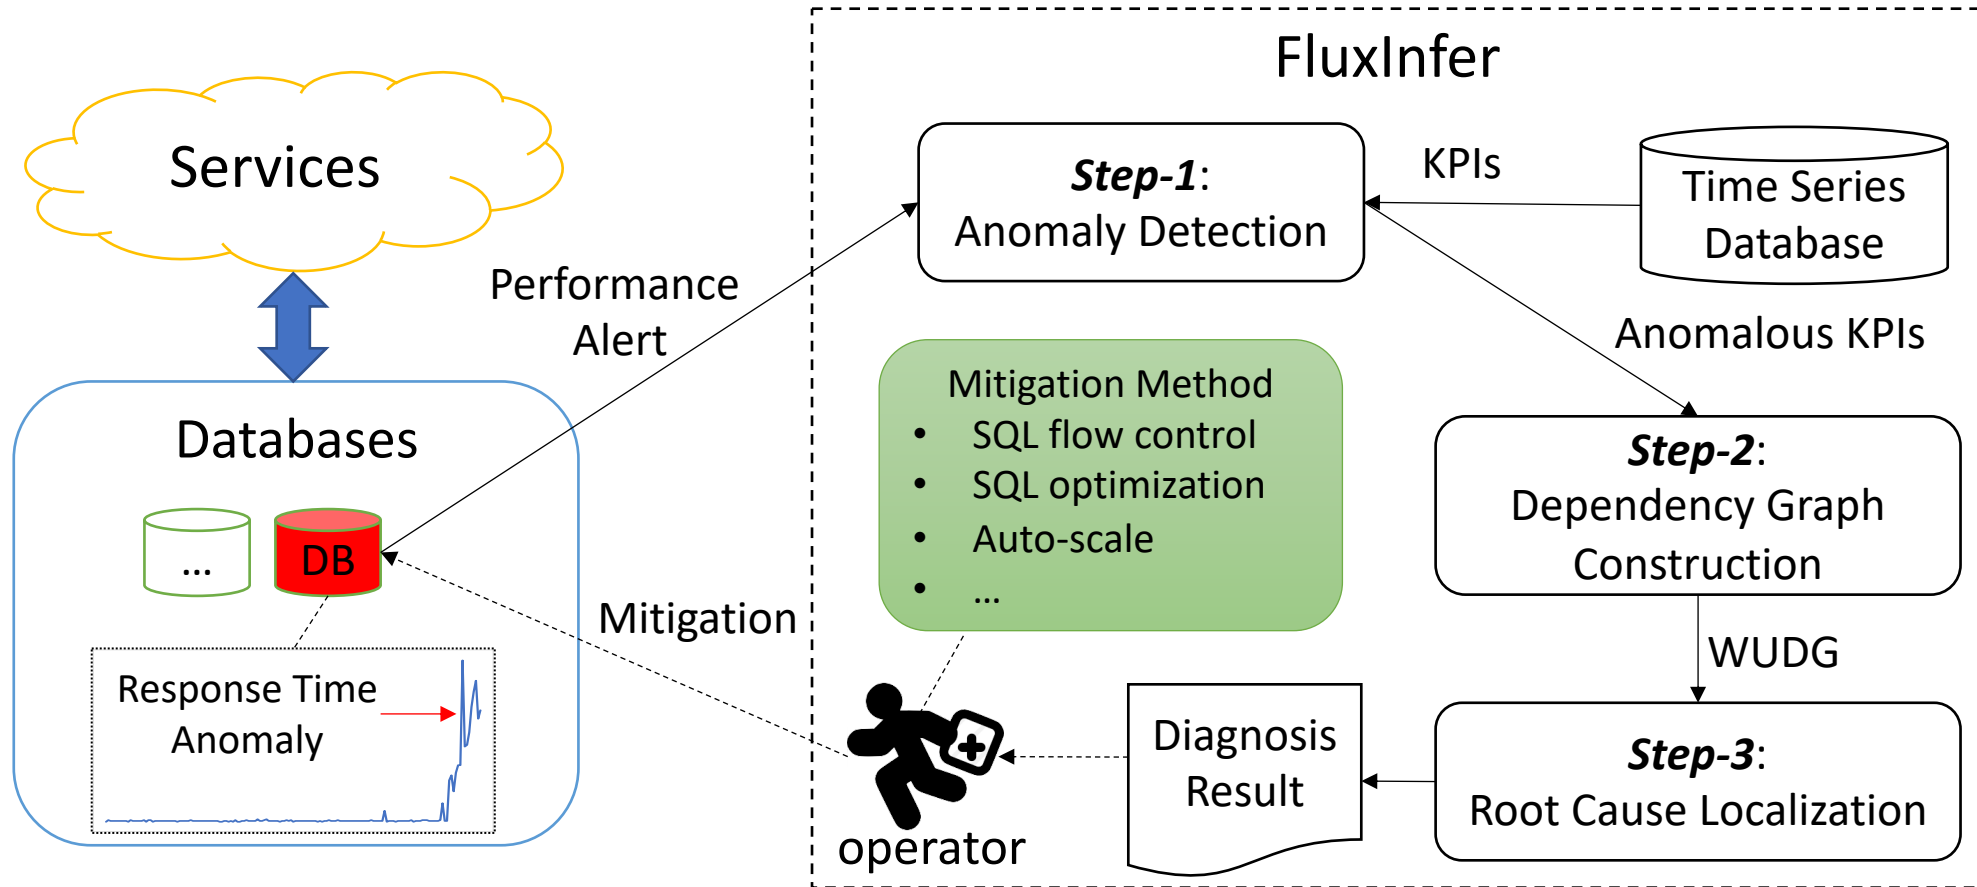 FluxInfer
Services
Step-1:
Anomaly Detection
KPIs
Time Series
Database
Performance
Alert
Anomalous KPIs
Mitigation Method
• SQL flow control
• SQL optimization
• Auto-scale
• ...
Databases
...
DB
Step-2:
Dependency Graph
Construction
Mitigation
WUDG
Response Time
Anomaly
Diagnosis
Result
Step-3:
Root Cause Localization
operator